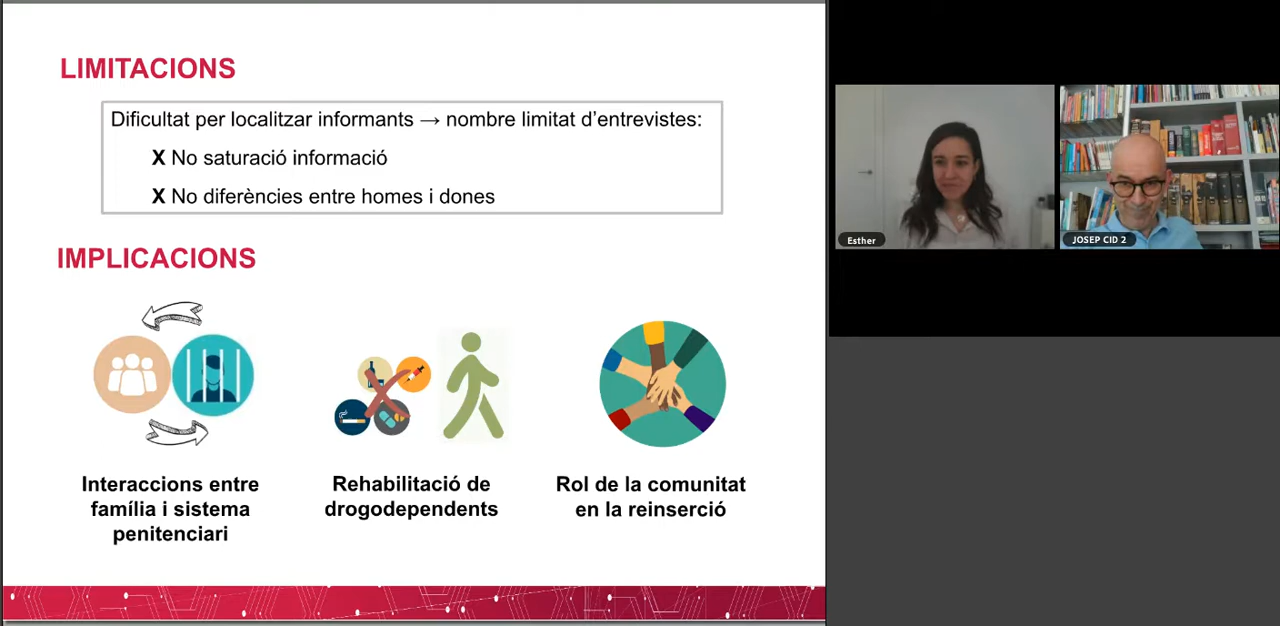 LIMITACIONS
Dificultat per localitzar informants → nombre limitat d'entrevistes:
X No saturació informació
X No diferències entre homes i dones
IMPLICACIONS
Interaccions entre
família i sistema
penitenciari
Rehabilitació de
drogodependents
Rol de la comunitat
en la reinserció
Esther
JOSEP CID 2